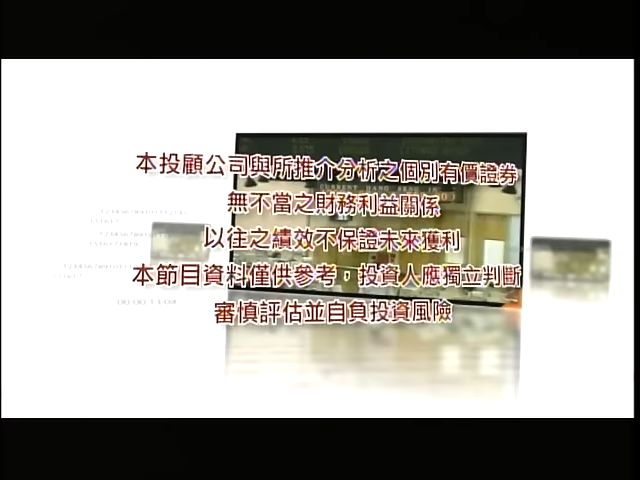 本投顧公司與所推介分析之個別有價證券
無不當之財務利益關係
以往之績效不保證未來獲利
本節目資料僅供參考，投資人應獨立判斷
審慎評估並自負投資風險